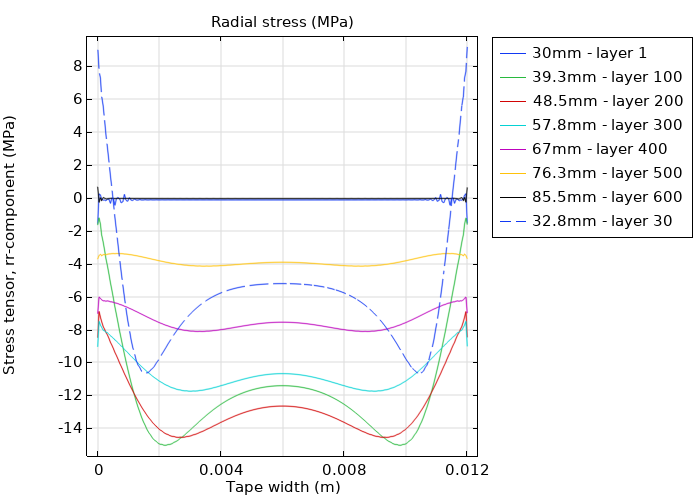 Radial stress (MPa)
Stress tensor, rr-component (MPa)
8
6
4
2
0
-2
-4
-6
-8
-10
-12
-14
0
0.004
0.008
0.012
Tape width (m)
30mm - layer 1
39.3mm - layer 100
48.5mm - layer 200
57.8mm - layer 300
67mm - layer 400
76.3mm - layer 500
85.5mm - layer 600
32.8mm - layer 30